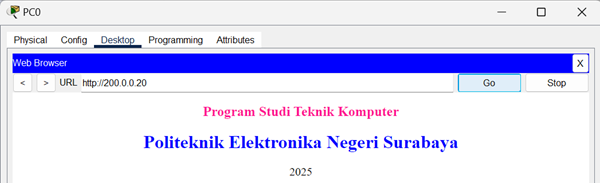 PC0
Physical Config Desktop Programming Attributes
Web Browser X
< > URL http://200.0.0.20 Go Stop
Program Studi Teknik Komputer
Politeknik Elektronika Negeri Surabaya
2025